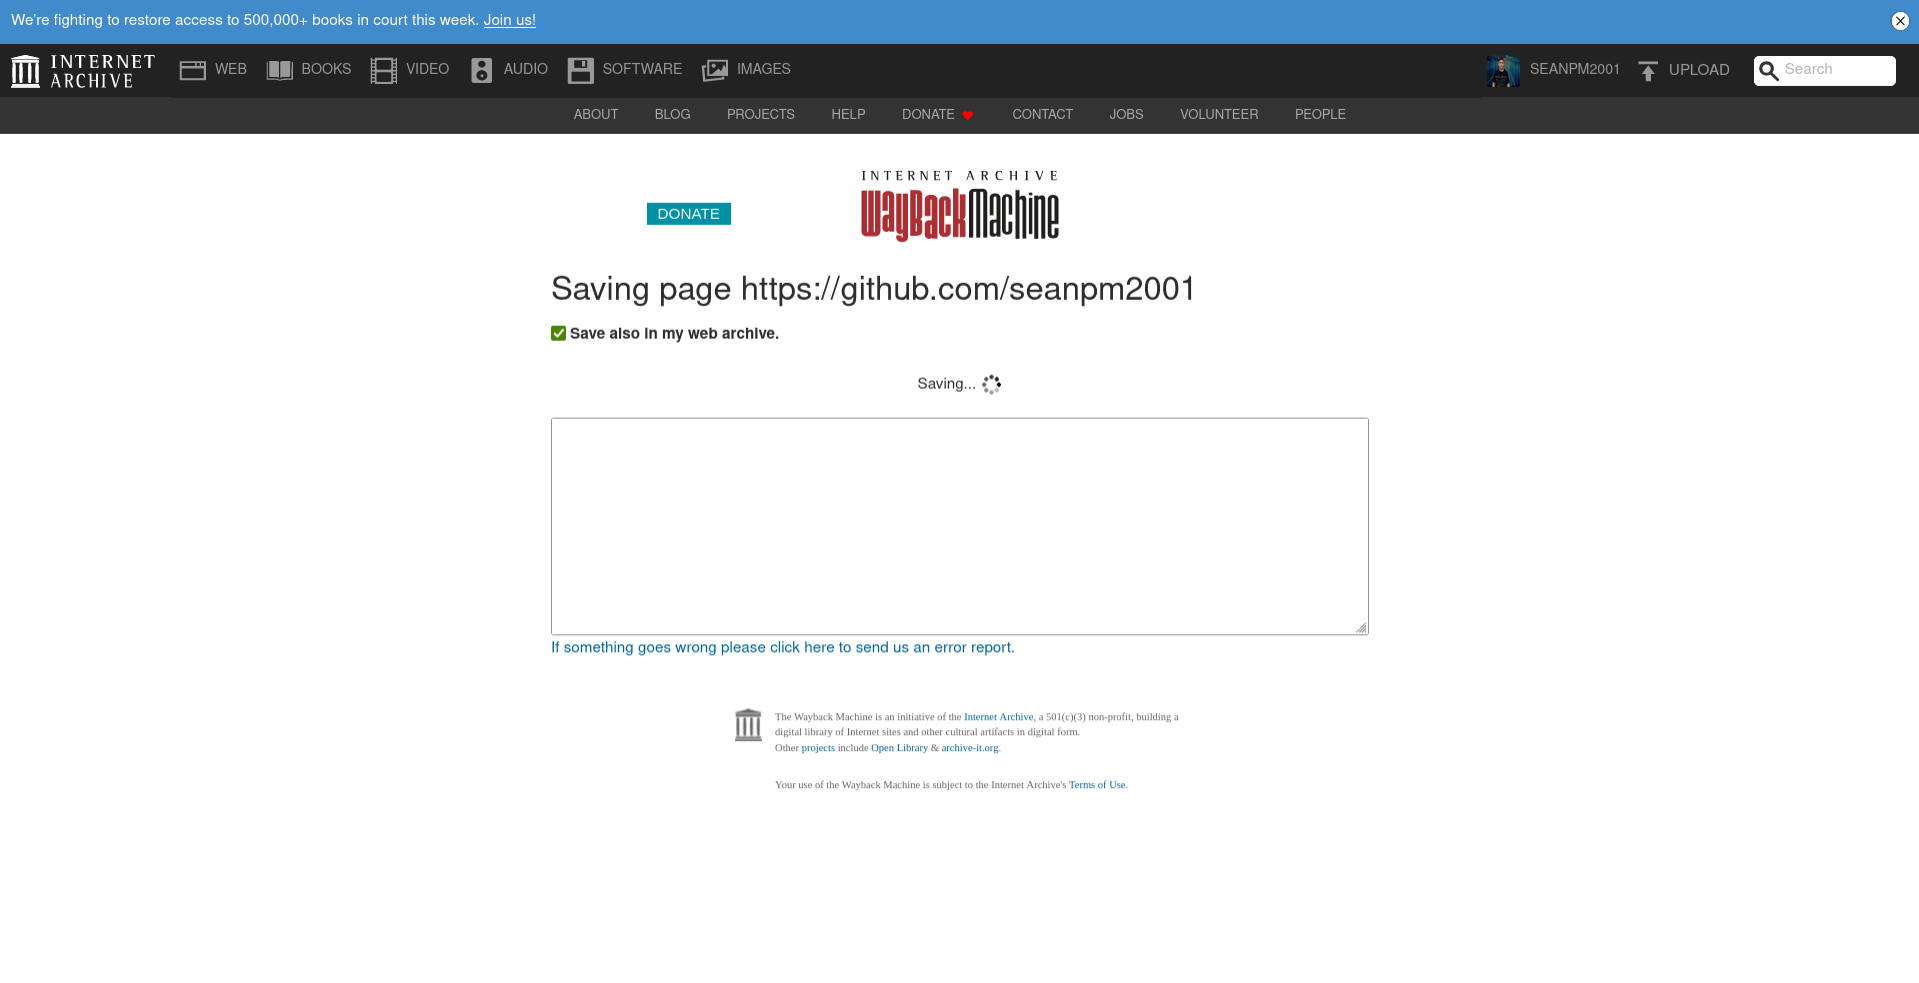 We're fighting to restore access to 500,000+ books in court this week. Join us!
INTERNET ARCHIVE WEB BOOKS VIDEO AUDIO SOFTWARE IMAGES SEANPM2001 UPLOAD Search
ABOUT BLOG PROJECTS HELP DONATE CONTACT JOBS VOLUNTEER PEOPLE
INTERNET ARCHIVE
DONATE WayBackMachine
Saving page https://github.com/seanpm2001
Save also in my web archive.
Saving...
If something goes wrong please click here to send us an error report.
The Wayback Machine is an initiative of the Internet Archive, a 501(c)(3) non-profit, building a
digital library of Internet sites and other cultural artifacts in digital form.
Other projects include Open Library & archive-it.org.
Your use of the Wayback Machine is subject to the Internet Archive's Terms of Use.